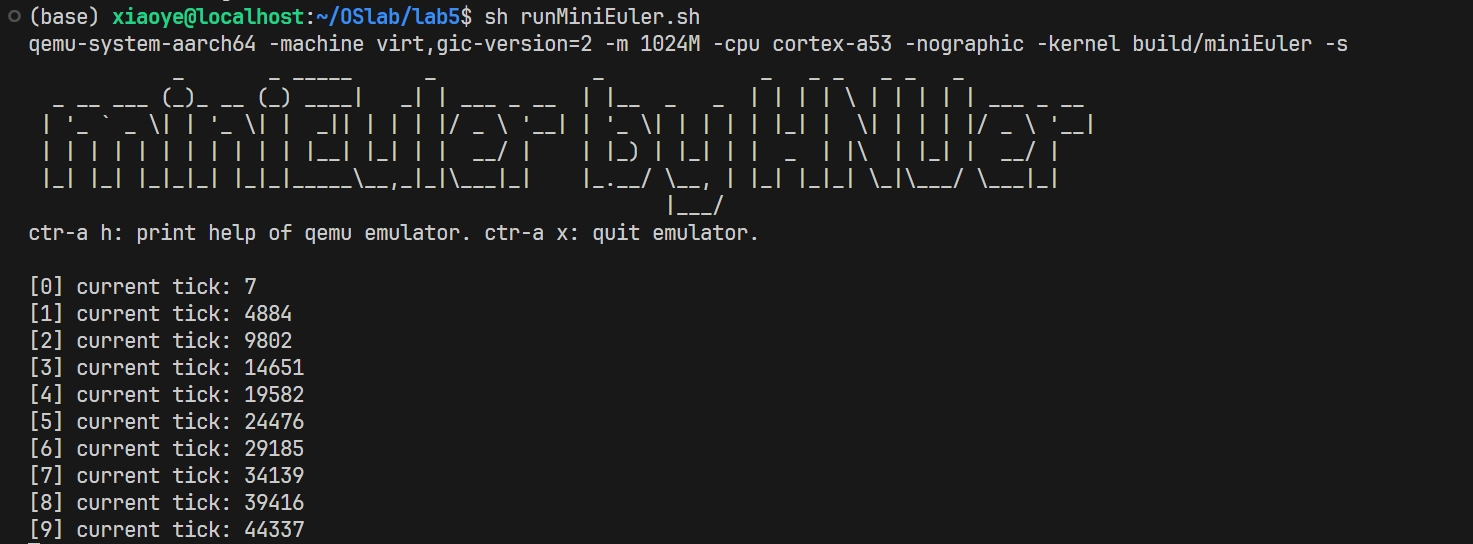 (base) xiaoye@localhost:~/OSlab/lab5$ sh runMiniEuler.sh
qemu-system-aarch64 -machine virt,gic-version=2 -m 1024M -cpu cortex-a53 -nographic -kernel build/miniEuler -s
miniEuler by HNUer
ctr-a h: print help of qemu emulator. ctr-a x: quit emulator.
[0] current tick: 7
[1] current tick: 4884
[2] current tick: 9802
[3] current tick: 14651
[4] current tick: 19582
[5] current tick: 24476
[6] current tick: 29185
[7] current tick: 34139
[8] current tick: 39416
[9] current tick: 44337